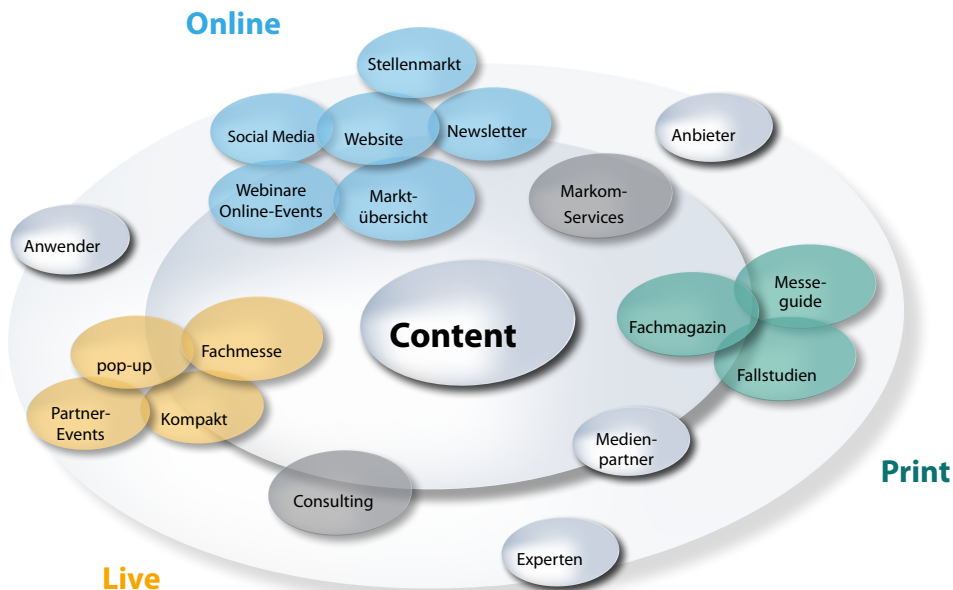 Online
Stellenmarkt
Social Media
Website
Newsletter
Anbieter
Webinare
Online-Events
Markt-
übersicht
Markom-
Services
Anwender
Messe-
guide
Fachmagazin
Fallstudien
Content
pop-up
Fachmesse
Partner-
Events
Kompakt
Medien-
partner
Print
Consulting
Experten
Live